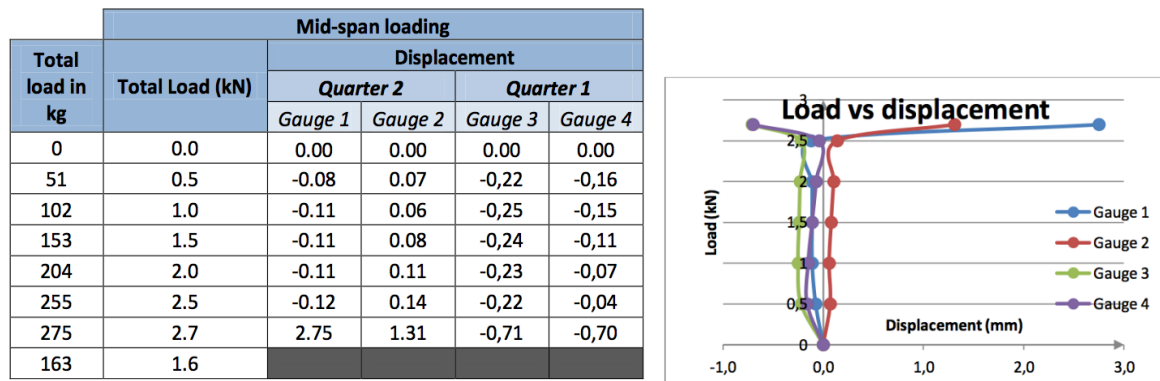 Mid-span loading
Total load in kg Total Load (kN) Displacement
Quarter 2 Quarter 1
Gauge 1 Gauge 2 Gauge 3 Gauge 4
0 0.0 0.00 0.00 0.00 0.00
51 0.5 -0.08 0.07 -0,22 -0,16
102 1.0 -0.11 0.06 -0,25 -0,15
153 1.5 -0.11 0.08 -0,24 -0,11
204 2.0 -0.11 0.11 -0,23 -0,07
255 2.5 -0.12 0.14 -0,22 -0,04
275 2.7 2.75 1.31 -0,71 -0,70
163 1.6
Load vs displacement
Load (kN)
3
2,5
2
1,5
1
0,5
0
Gauge 1
Gauge 2
Gauge 3
Gauge 4
Displacement (mm)
-1,0 0,0 1,0 2,0 3,0